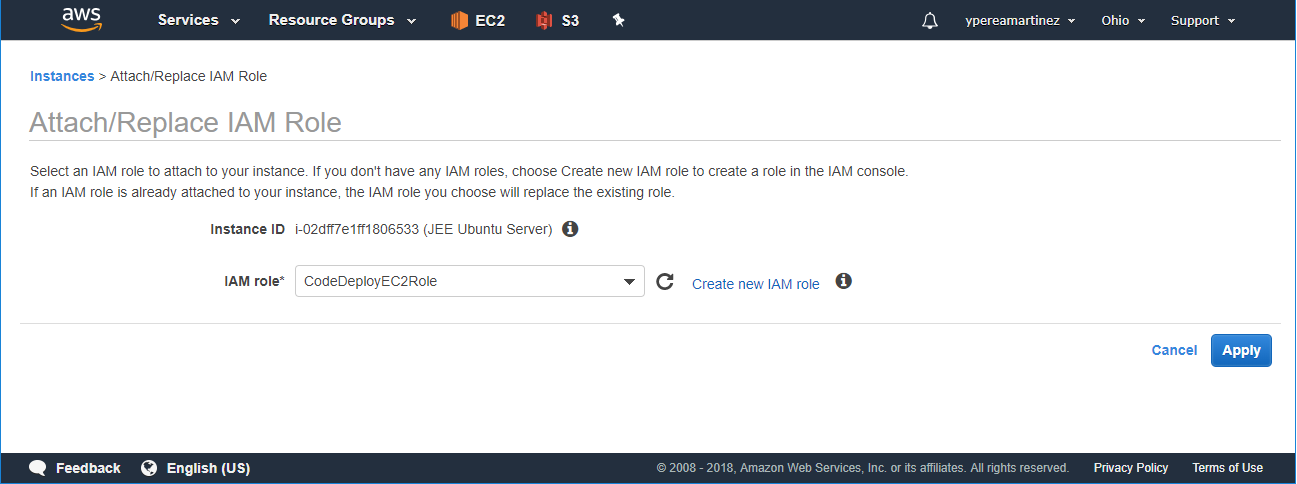 aws Services Resource Groups EC2 S3 ypereamartinez Ohio Support
Instances > Attach/Replace IAM Role
Attach/Replace IAM Role
Select an IAM role to attach to your instance. If you don't have any IAM roles, choose Create new IAM role to create a role in the IAM console.
If an IAM role is already attached to your instance, the IAM role you choose will replace the existing role.
Instance ID i-02dff7e1ff1806533 (JEE Ubuntu Server)
IAM role* CodeDeployEC2Role Create new IAM role
Cancel Apply
Feedback English (US) © 2008 - 2018, Amazon Web Services, Inc. or its affiliates. All rights reserved. Privacy Policy Terms of Use